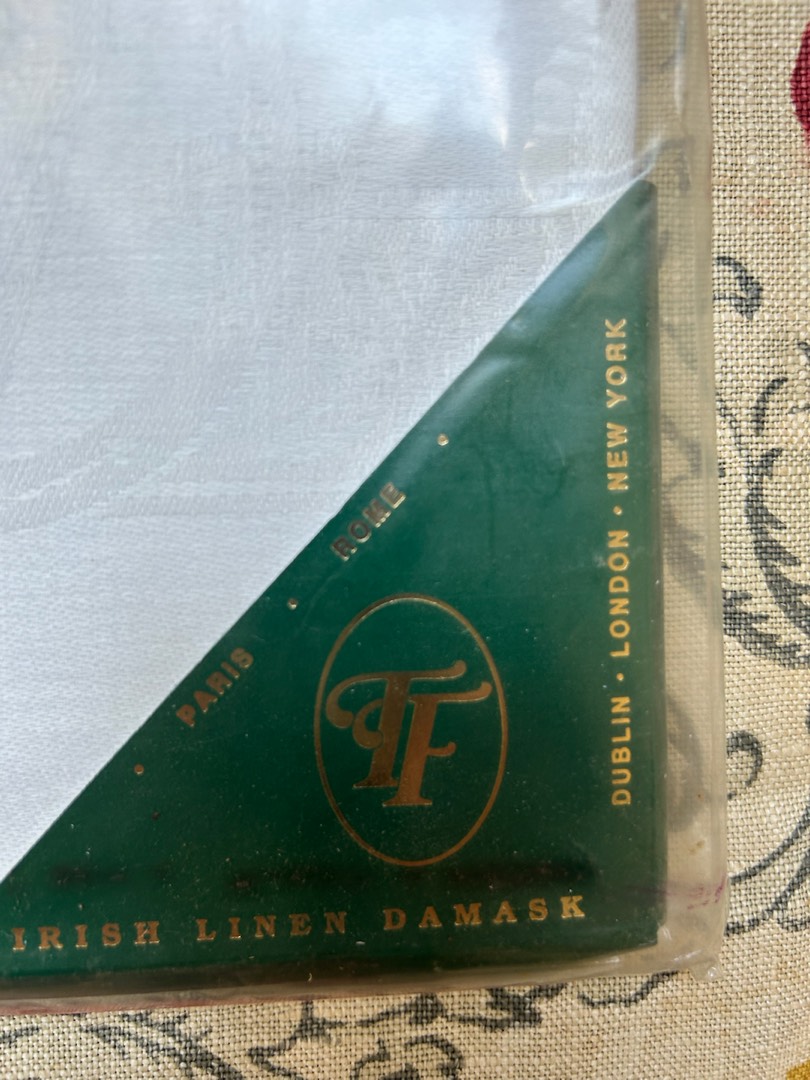 PARIS • ROME •
TF
DUBLIN • LONDON • NEW YORK
IRISH LINEN DAMASK